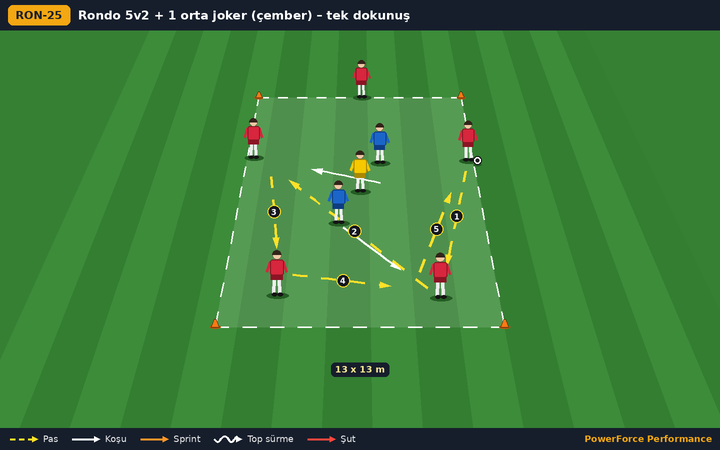 RON-25 Rondo 5v2 + 1 orta joker (çember) – tek dokunuş
3
2
5
1
4
13 x 13 m
Pas Koşu Sprint Top sürme Şut PowerForce Performance